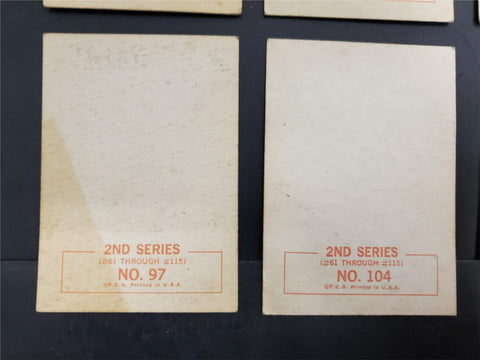 2ND SERIES
(#61 THROUGH #115)
NO. 97
©T.C.G. Printed in U.S.A.
2ND SERIES
(#61 THROUGH #115)
NO. 104
©T.C.G. Printed in U.S.A.